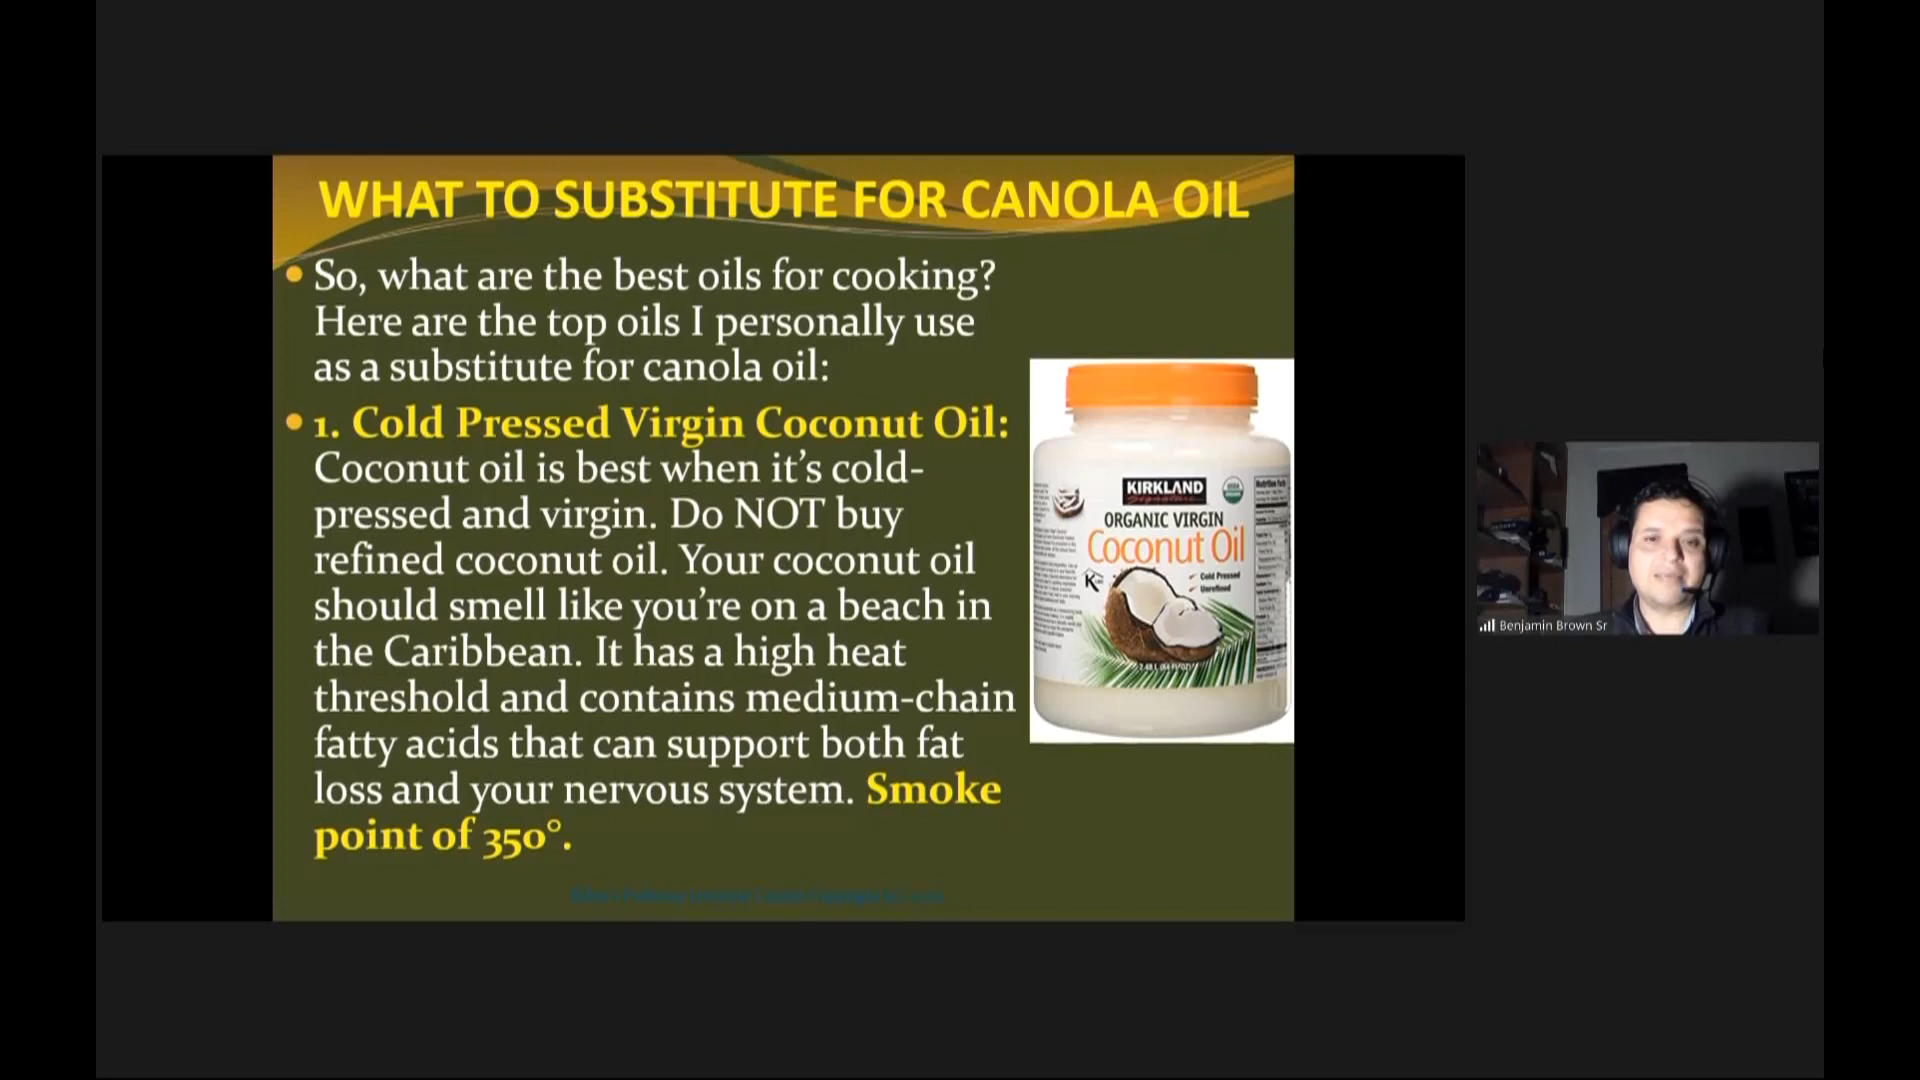 WHAT TO SUBSTITUTE FOR CANOLA OIL
So, what are the best oils for cooking?
Here are the top oils I personally use
as a substitute for canola oil:
1. Cold Pressed Virgin Coconut Oil:
Coconut oil is best when it’s cold-
pressed and virgin. Do NOT buy
refined coconut oil. Your coconut oil
should smell like you’re on a beach in
the Caribbean. It has a high heat
threshold and contains medium-chain
fatty acids that can support both fat
loss and your nervous system. Smoke
point of 350°.
KIRKLAND
Signature
ORGANIC VIRGIN
Coconut Oil
Cold Pressed
Unrefined
Nutrition Facts
Benjamin Brown Sr